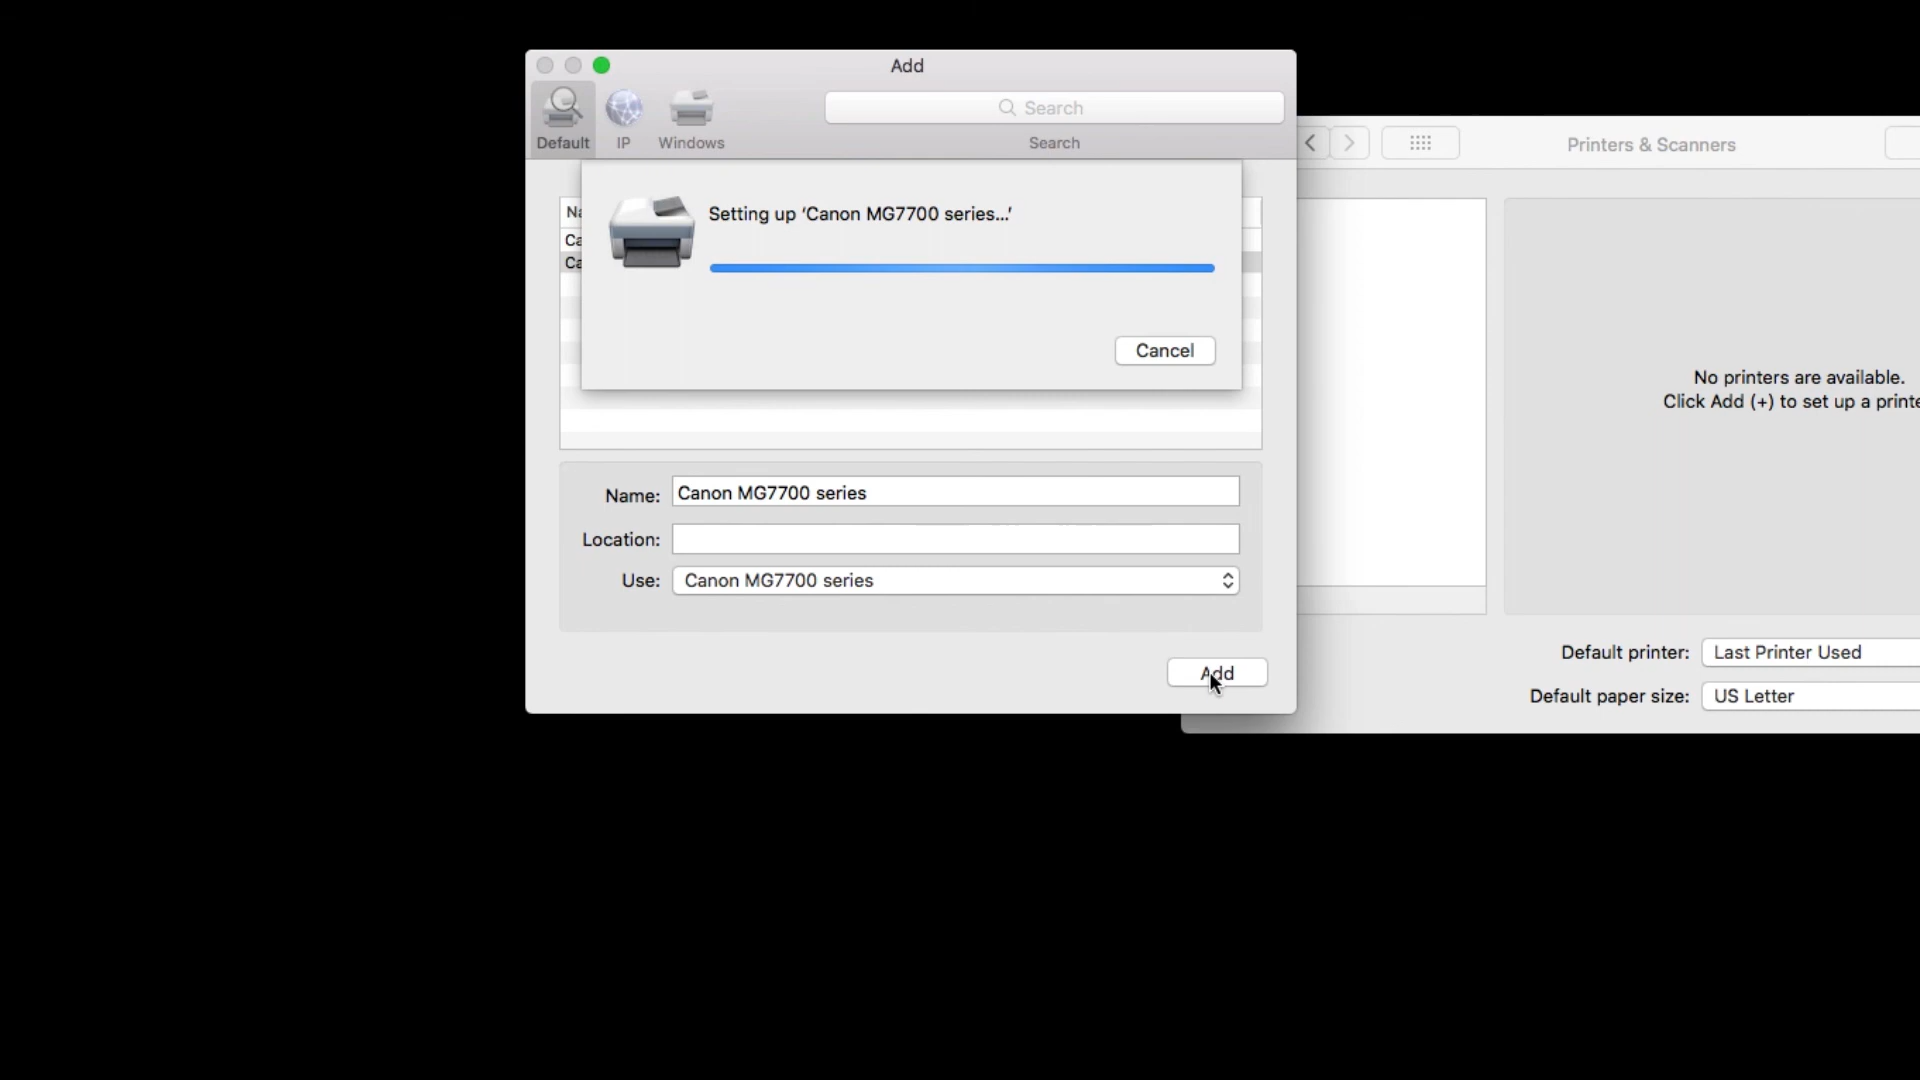 Add
Search
Default IP Windows Search
Printers & Scanners
Setting up ‘Canon MG7700 series...’
Cancel
No printers are available.
Click Add (+) to set up a
Name: Canon MG7700 series
Location:
Use: Canon MG7700 series
Add
Default printer: Last Printer Used
Default paper size: US Letter